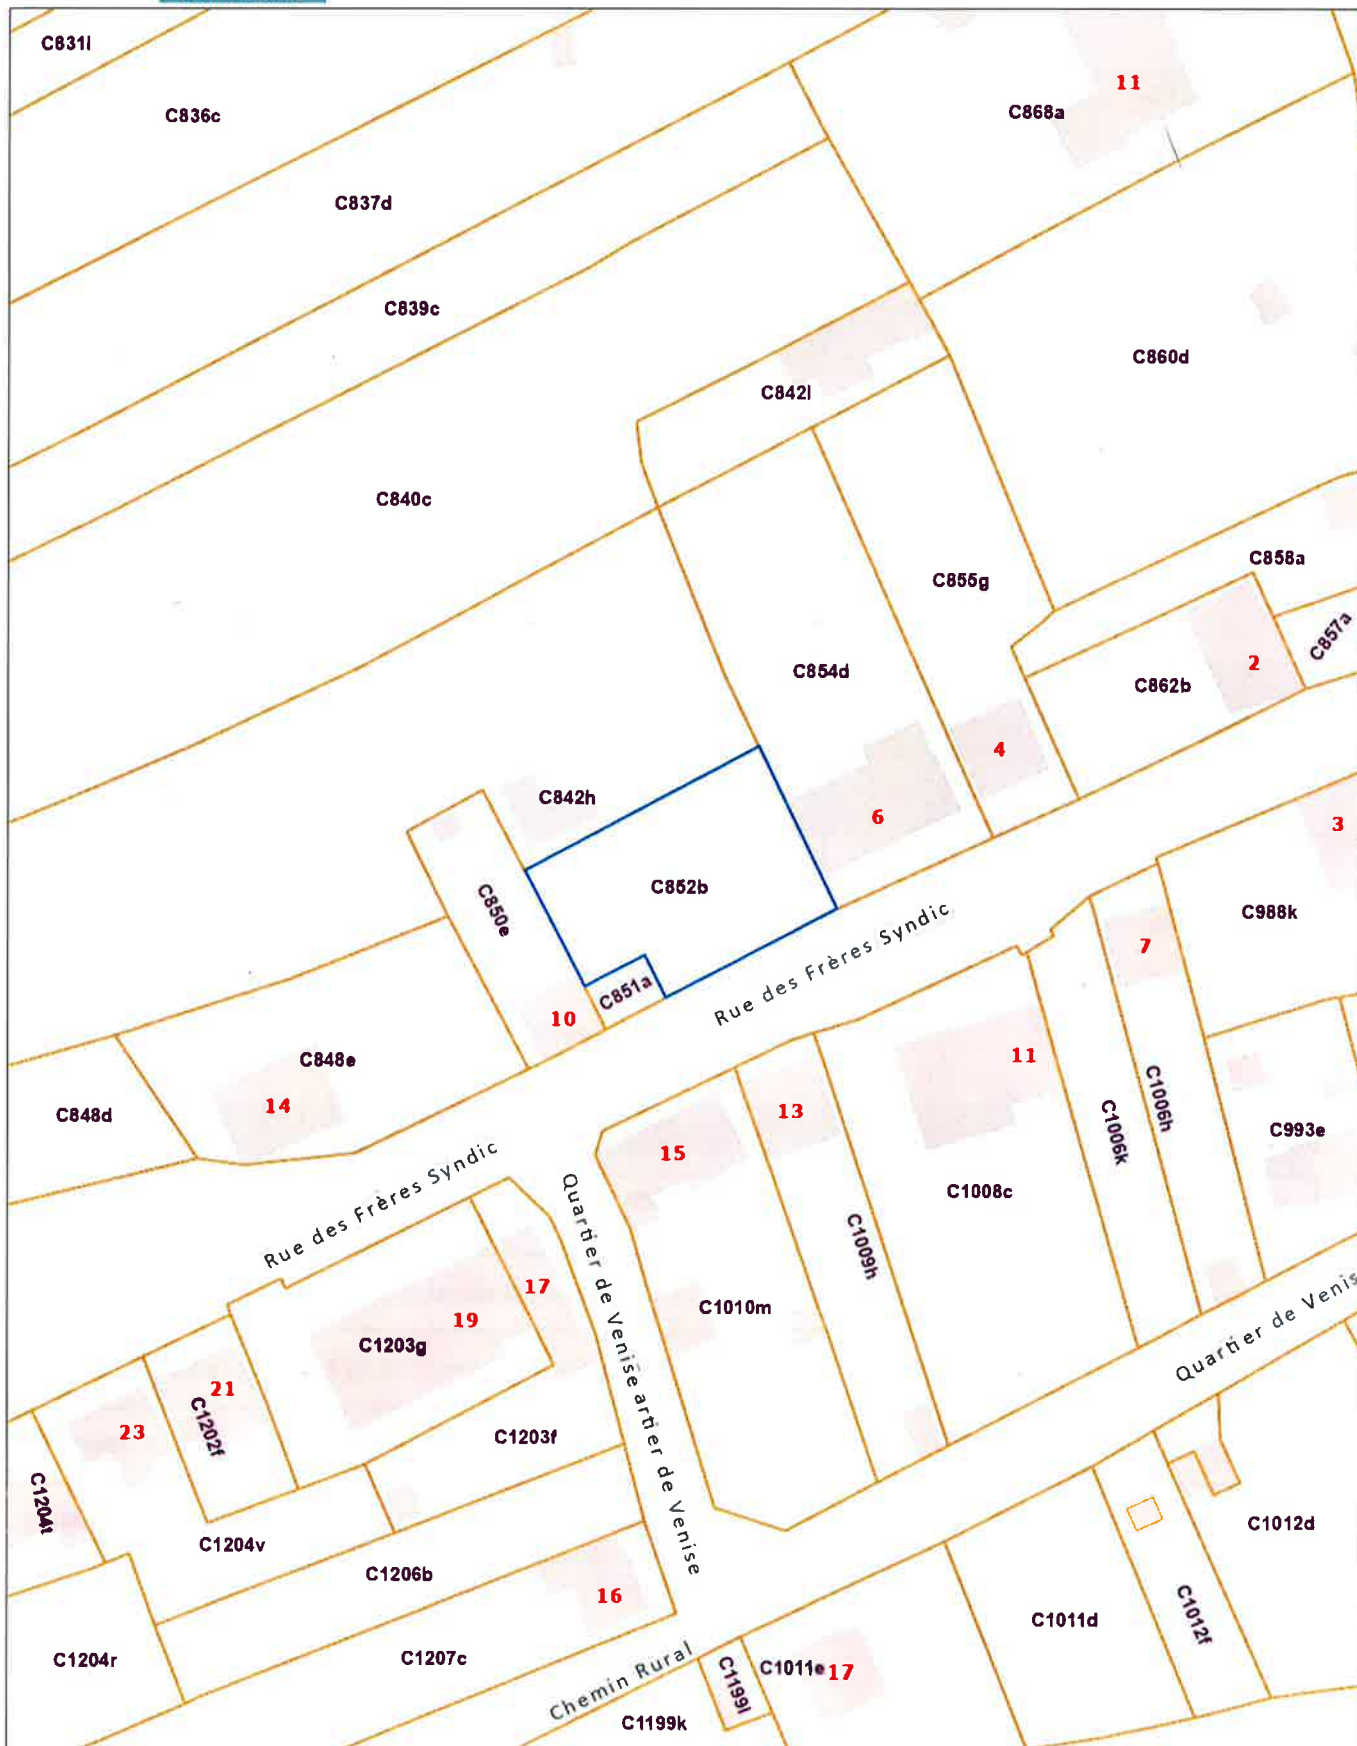 C831l
C836c
C868a
11
C837d
C839c
C860d
C842l
C840c
C858a
C855g
C857a
C854d
C862b
2
4
C842h
6
3
C852b
C850e
C988k
Rue des Frères Syndic
7
C851a
10
C848e
11
14
C848d
13
C1006h
C1006k
C993e
15
Rue des Frères Syndic
C1008c
C1009h
17
C1010m
19
C1203g
Quartier de Venise artier de Venise
Quartier de Venis
21
C1202f
23
C1203f
C1204t
C1204v
C1012d
C1206b
16
C1011d
C1012f
C1204r
C1207c
Chemin Rural
C1199l
C1011e
17
C1199k